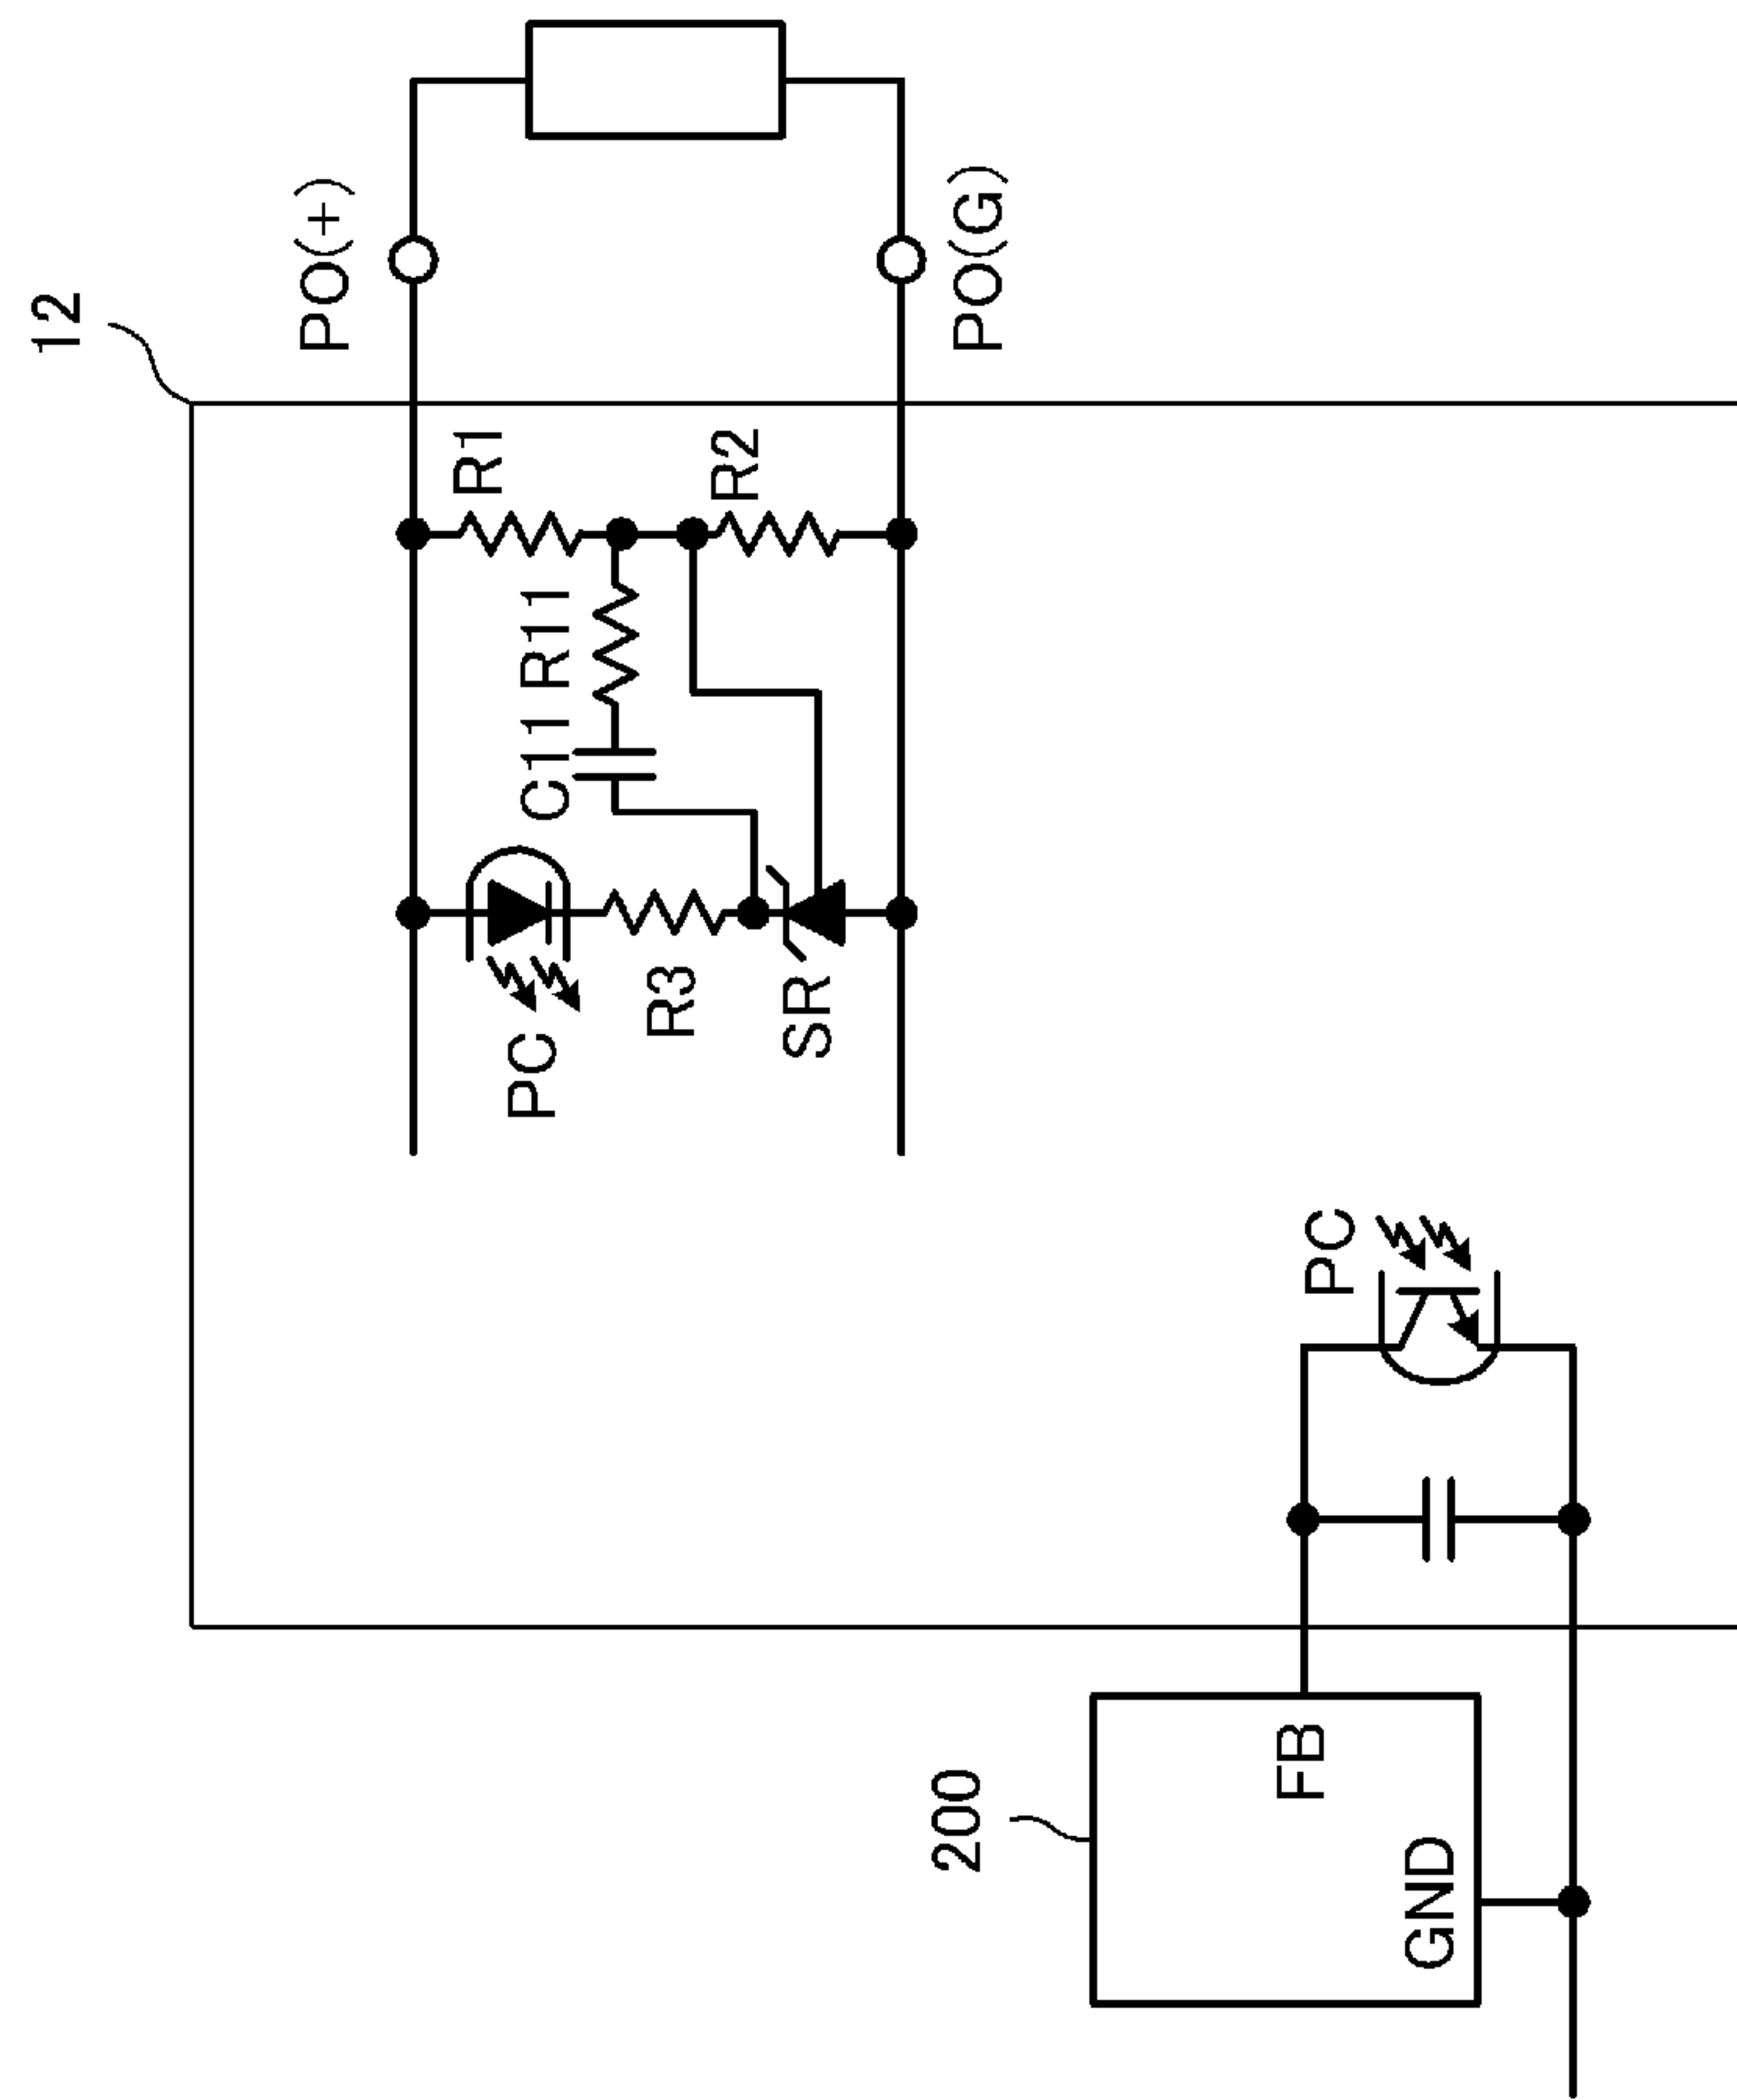 12
PO(+)
PO(G)
R1
R2
C11 R11
PC
R3
SR
PC
200
FB
GND